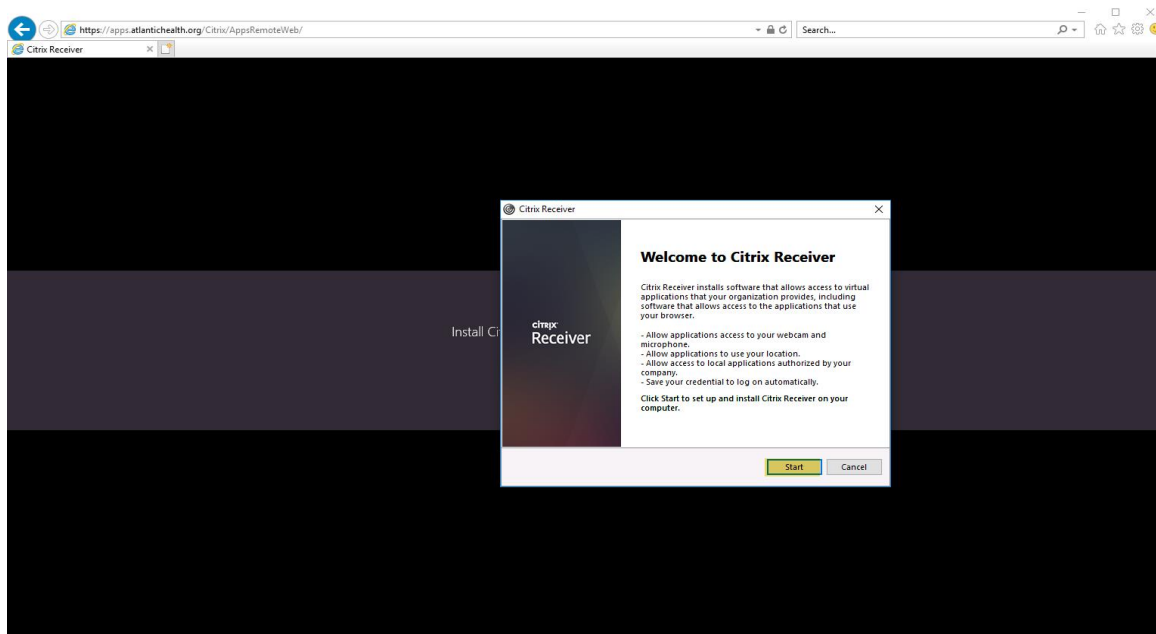 https://apps.atlantichealth.org/Citrix/AppsRemoteWeb/
Search...
Citrix Receiver
Citrix Receiver
Welcome to Citrix Receiver
Citrix Receiver installs software that allows access to virtual
applications that your organization provides, including
software that allows access to the applications that use
your browser.
- Allow applications access to your webcam and
microphone.
- Allow applications to use your location.
- Allow access to local applications authorized by your
company.
- Save your credential to log on automatically.
Click Start to set up and install Citrix Receiver on your
computer.
Install
CİTRIX
Receiver
Start Cancel